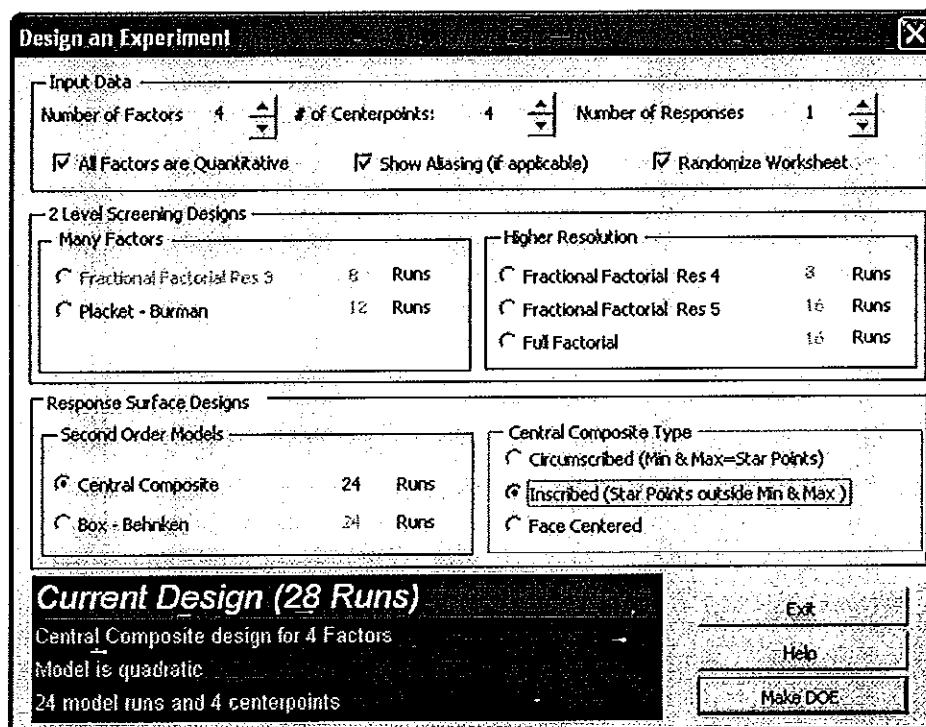 Design an Experiment
Input Data
Number of Factors 4 # of Centerpoints: 4 Number of Responses 1
All Factors are Quantitative Show Aliasing (if applicable) Randomize Worksheet
2 Level Screening Designs
Many Factors
Fractional Factorial Res 3 8 Runs
Placket - Burman 12 Runs
Higher Resolution
Fractional Factorial Res 4 8 Runs
Fractional Factorial Res 5 16 Runs
Full Factorial 16 Runs
Response Surface Designs
Second Order Models
Central Composite 24 Runs
Box - Behnken 24 Runs
Central Composite Type
Circumscribed (Min & Max=Star Points)
Inscribed (Star Points outside Min & Max )
Face Centered
Current Design (28 Runs)
Central Composite design for 4 Factors
Model is quadratic
24 model runs and 4 centerpoints
Exit
Help
Make DOE